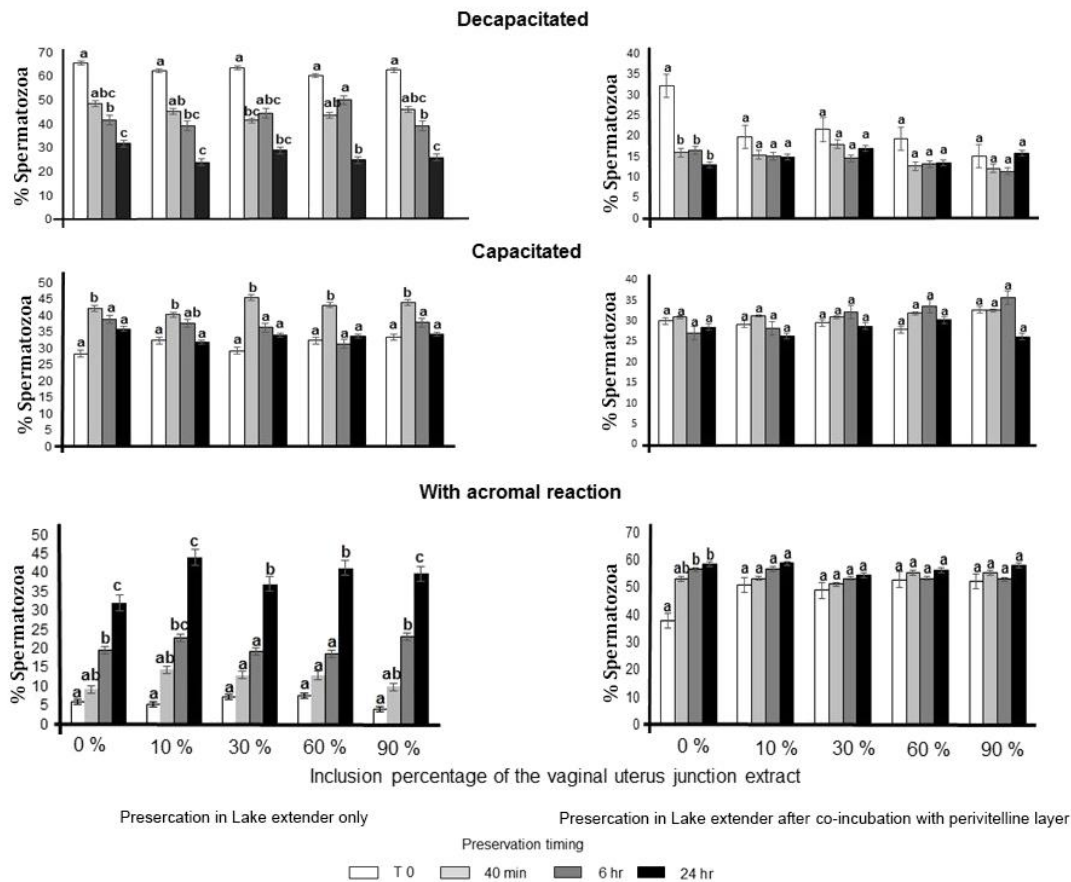 Decapacitated
% Spermatozoa
70
60
50
40
30
20
10
0
a abc b c
a ab bc c
a bc abc bc
a ab a b
a abc b c
% Spermatozoa
40
35
30
25
20
15
10
5
0
a b b b
a a a a
a a a a
a a a a
a a a a
Capacitated
% Spermatozoa
50
45
40
35
30
25
20
15
10
5
0
a b a a
a b ab a
a b a a
a b a a
a b a a
% Spermatozoa
40
35
30
25
20
15
10
5
0
a a a a
a a a a
a a a a
a a a a
a a a a
With acromal reaction
% Spermatozoa
50
45
40
35
30
25
20
15
10
5
0
a ab b c
a ab bc c
a a a b
a a a b
a ab b c
0 % 10 % 30 % 60 % 90 %
% Spermatozoa
70
60
50
40
30
20
10
0
a ab b b
a a a a
a a a a
a a a a
a a a a
0 % 10 % 30 % 60 % 90 %
Inclusion percentage of the vaginal uterus junction extract
Presercation in Lake extender only
Presercation in Lake extender after co-incubation with perivitelline layer
Preservation timing
T 0 40 min 6 hr 24 hr